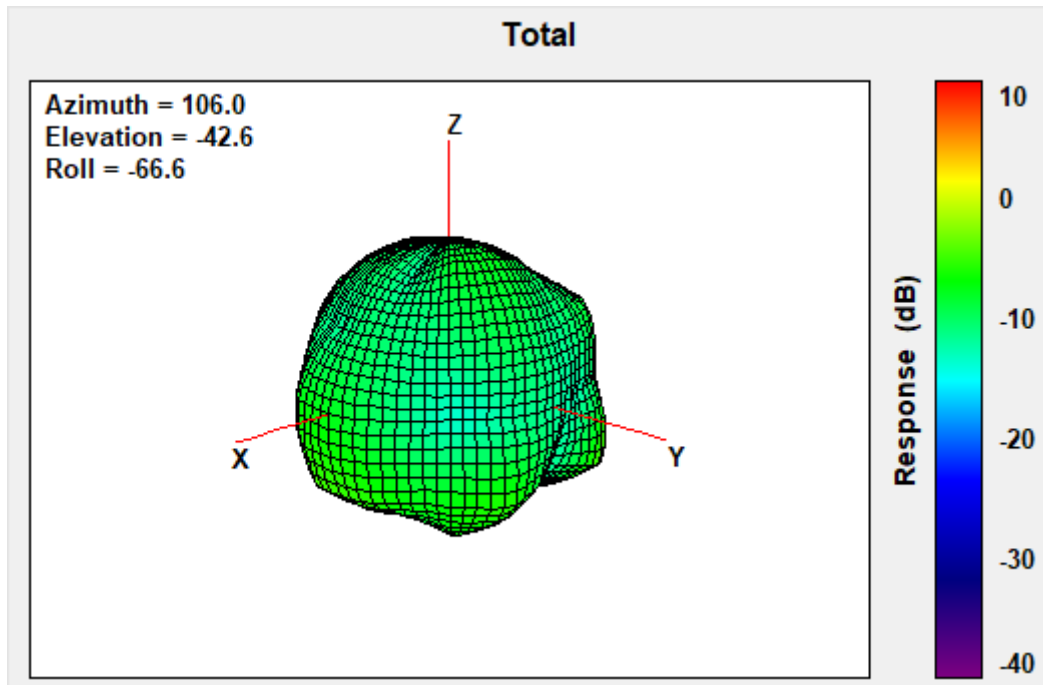 Total
Azimuth = 106.0
Elevation = -42.6
Roll = -66.6
Z
X
Y
10
0
-10
-20
-30
-40
Response (dB)